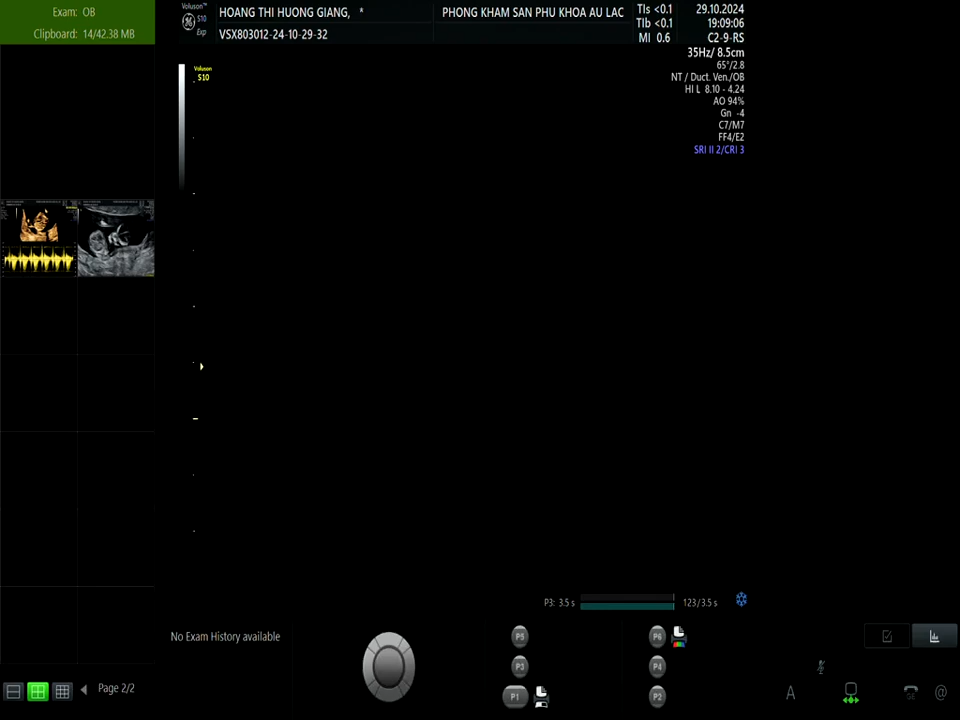 Exam: OB
Clipboard: 14/42.38 MB
Voluson™
S10
Exp
HOANG THI HUONG GIANG, *
VSX803012-24-10-29-32
PHONG KHAM SAN PHU KHOA AU LAC
TIs <0.1
TIb <0.1
MI 0.6
29.10.2024
19:09:06
C2-9-RS
35Hz/ 8.5cm
65°/2.8
NT / Duct. Ven./OB
HI L 8.10 - 4.24
AO 94%
Gn -4
C7/M7
FF4/E2
SRI II 2/CRI 3
Voluson
S10
P3: 3.5 s
123/3.5 s
No Exam History available
P5
P6
P3
P4
P1
P2
A
@
Page 2/2